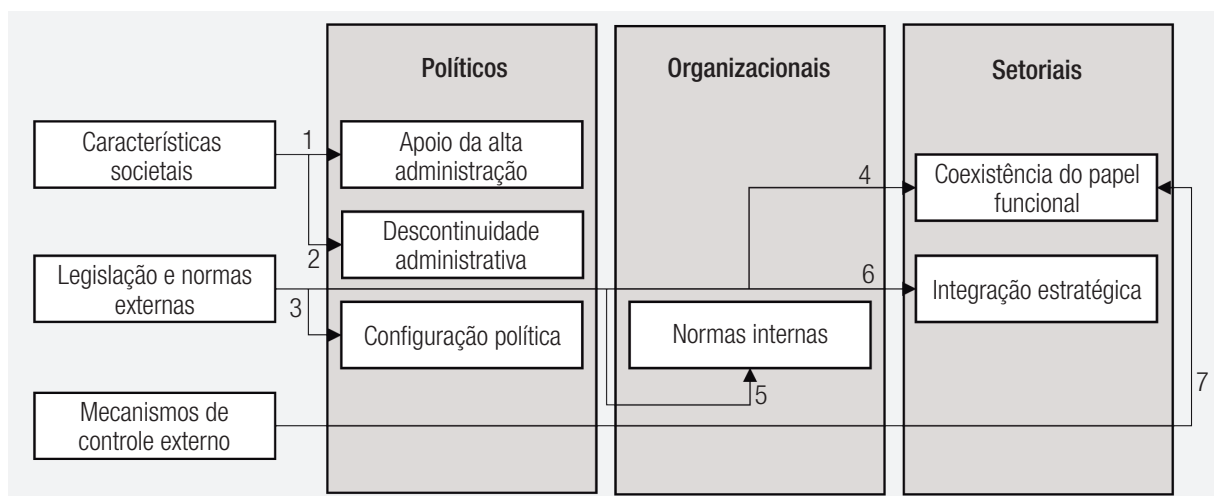 Políticos
Organizacionais
Setoriais
Características
societais
1
Apoio da alta
administração
4
Coexistência do papel
funcional
2
Descontinuidade
administrativa
Legislação e normas
externas
3
6
Integração estratégica
Configuração política
Normas internas
5
7
Mecanismos de
controle externo